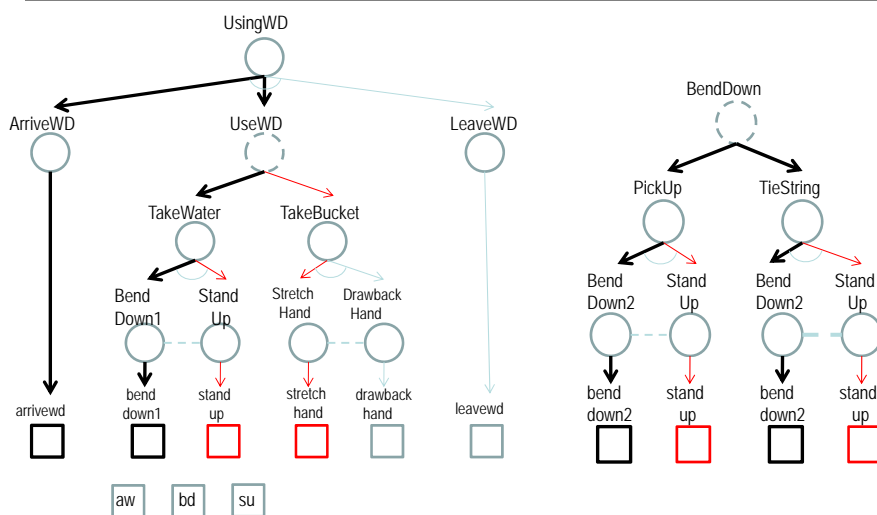 UsingWD
BendDown
ArriveWD
UseWD
LeaveWD
PickUp
TieString
TakeWater
TakeBucket
Bend
Down1
Stand
Up
Stretch
Hand
Drawback
Hand
Bend
Down2
Stand
Up
Bend
Down2
Stand
Up
arrivewd
bend
down1
stand
up
stretch
hand
drawback
hand
leavewd
bend
down2
stand
up
bend
down2
stand
up
aw
bd
su